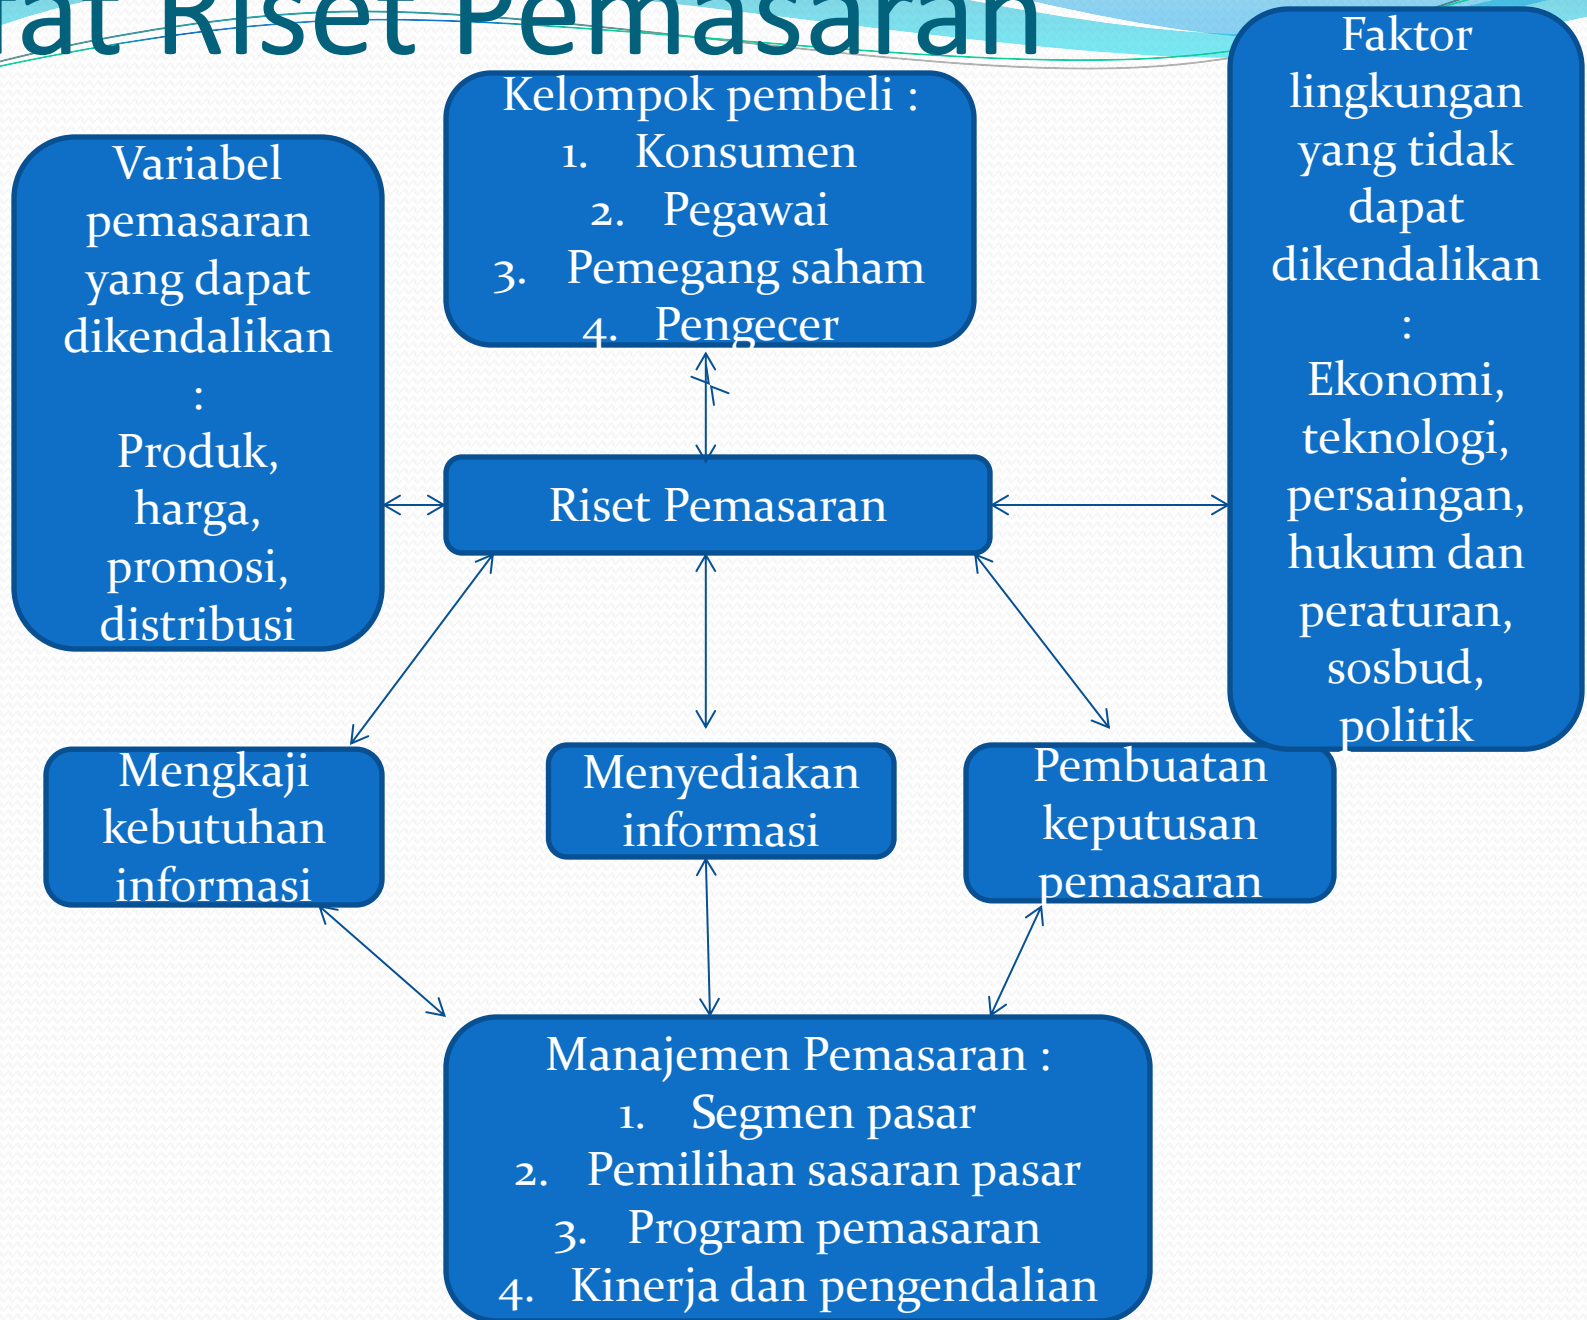 Riset Pemasaran
Kelompok pembeli :
1. Konsumen
2. Pegawai
3. Pemegang saham
4. Pengecer
Variabel
pemasaran
yang dapat
dikendalikan
:
Produk,
harga,
promosi,
distribusi
Faktor
lingkungan
yang tidak
dapat
dikendalikan
:
Ekonomi,
teknologi,
persaingan,
hukum dan
peraturan,
sosbud,
politik
Riset Pemasaran
Mengkaji
kebutuhan
informasi
Menyediakan
informasi
Pembuatan
keputusan
pemasaran
Manajemen Pemasaran :
1. Segmen pasar
2. Pemilihan sasaran pasar
3. Program pemasaran
4. Kinerja dan pengendalian